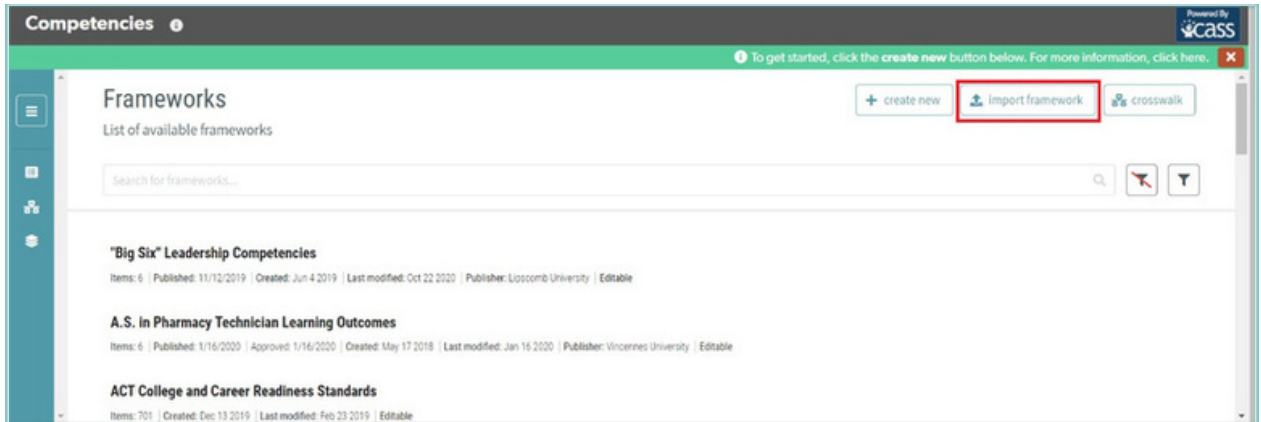 Competencies
Powered By
CASS
To get started, click the create new button below. For more information, click here.
Frameworks
create new
import framework
crosswalk
List of available frameworks
Search for frameworks...
"Big Six" Leadership Competencies
Items: 6 | Published: 11/12/2019 | Created: Jun 4 2019 | Last modified: Oct 22 2020 | Publisher: Lipscomb University | Editable
A.S. in Pharmacy Technician Learning Outcomes
Items: 6 | Published: 1/16/2020 | Approved: 1/16/2020 | Created: May 17 2018 | Last modified: Jan 16 2020 | Publisher: Vincennes University | Editable
ACT College and Career Readiness Standards
Items: 701 | Created: Dec 13 2019 | Last modified: Feb 23 2019 | Editable